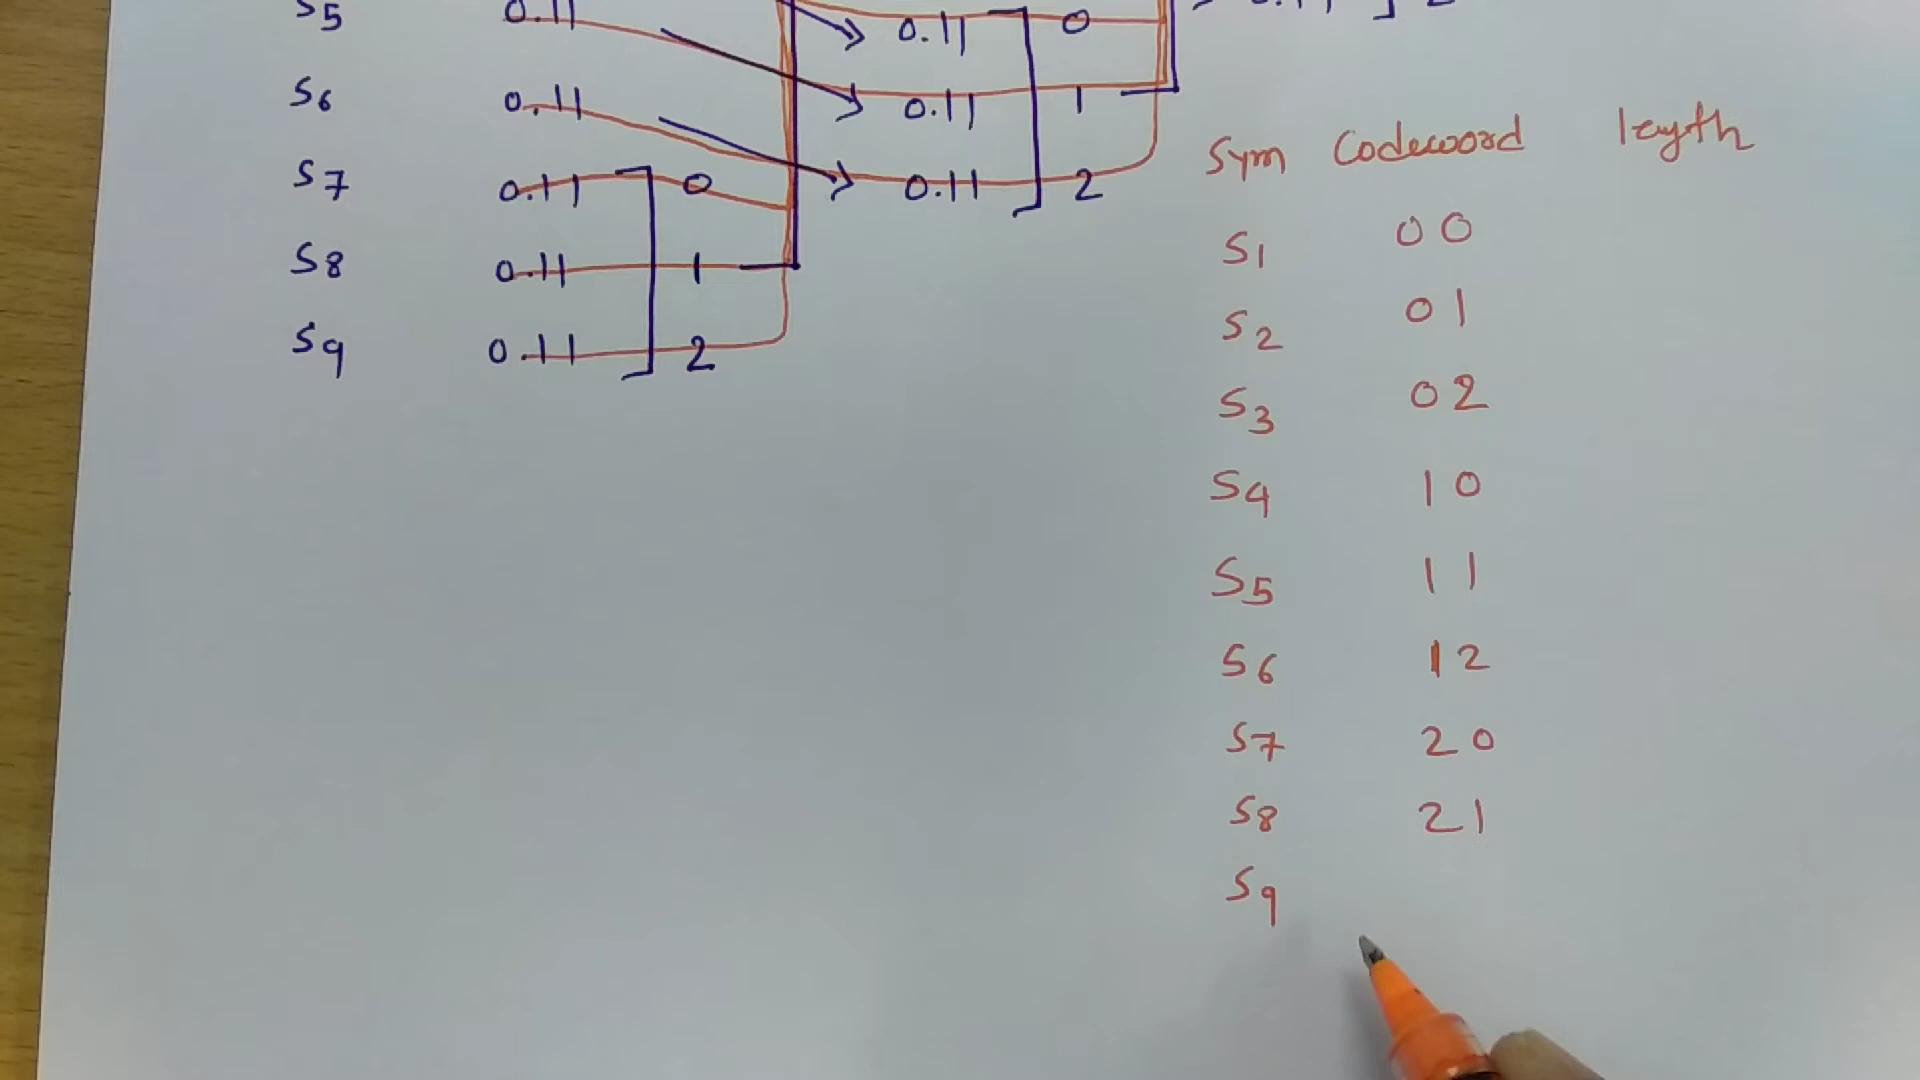 S5 0.11 0.11 0
S6 0.11 0.11 1
S7 0.11 0 0.11 2
S8 0.11 1
S9 0.11 2
Sym Codeword length
S1 00
S2 01
S3 02
S4 10
S5 11
S6 12
S7 20
S8 21
S9